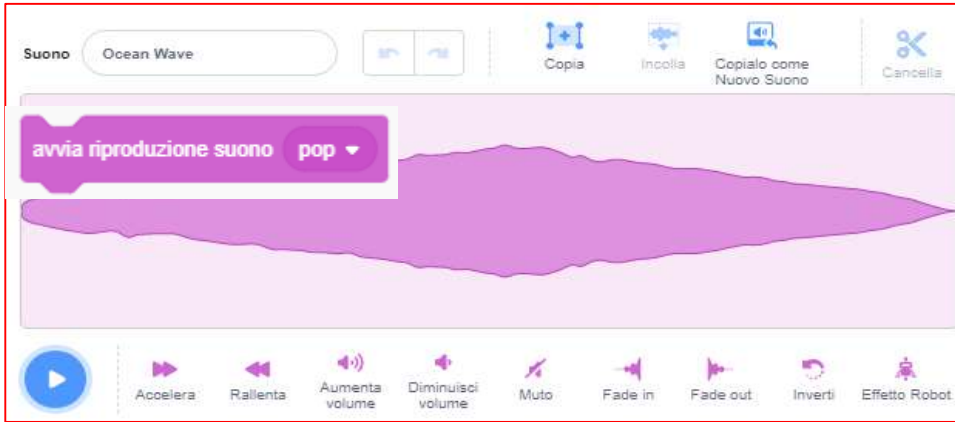 Suono
Ocean Wave
Copia
Incolla
Copialo come
Nuovo Suono
Cancella
avvia riproduzione suono pop
Accelera
Rallenta
Aumenta
volume
Diminuisci
volume
Muto
Fade in
Fade out
Inverti
Effetto Robot